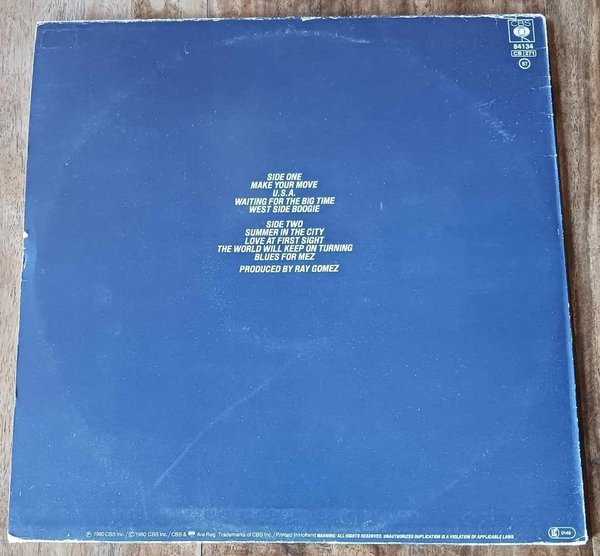 CBS
84134
CB 271
57
SIDE ONE
MAKE YOUR MOVE
U.S.A.
WAITING FOR THE BIG TIME
WEST SIDE BOOGIE
SIDE TWO
SUMMER IN THE CITY
LOVE AT FIRST SIGHT
THE WORLD WILL KEEP ON TURNING
BLUES FOR MEZ
PRODUCED BY RAY GOMEZ
℗ 1980 CBS Inc./© 1980 CBS Inc./CBS & Are Reg. Trademarks of CBS Inc./Printed in Holland WARNING: ALL RIGHTS RESERVED. UNAUTHORIZED DUPLICATION IS A VIOLATION OF APPLICABLE LAWS